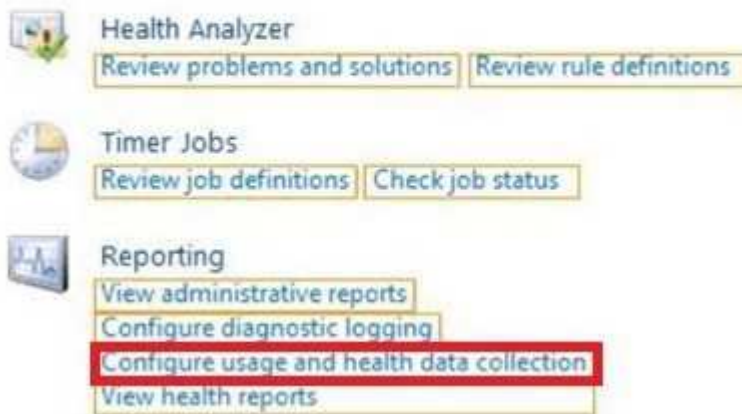 Health Analyzer
Review problems and solutions Review rule definitions
Timer Jobs
Review job definitions Check job status
Reporting
View administrative reports
Configure diagnostic logging
Configure usage and health data collection
View health reports